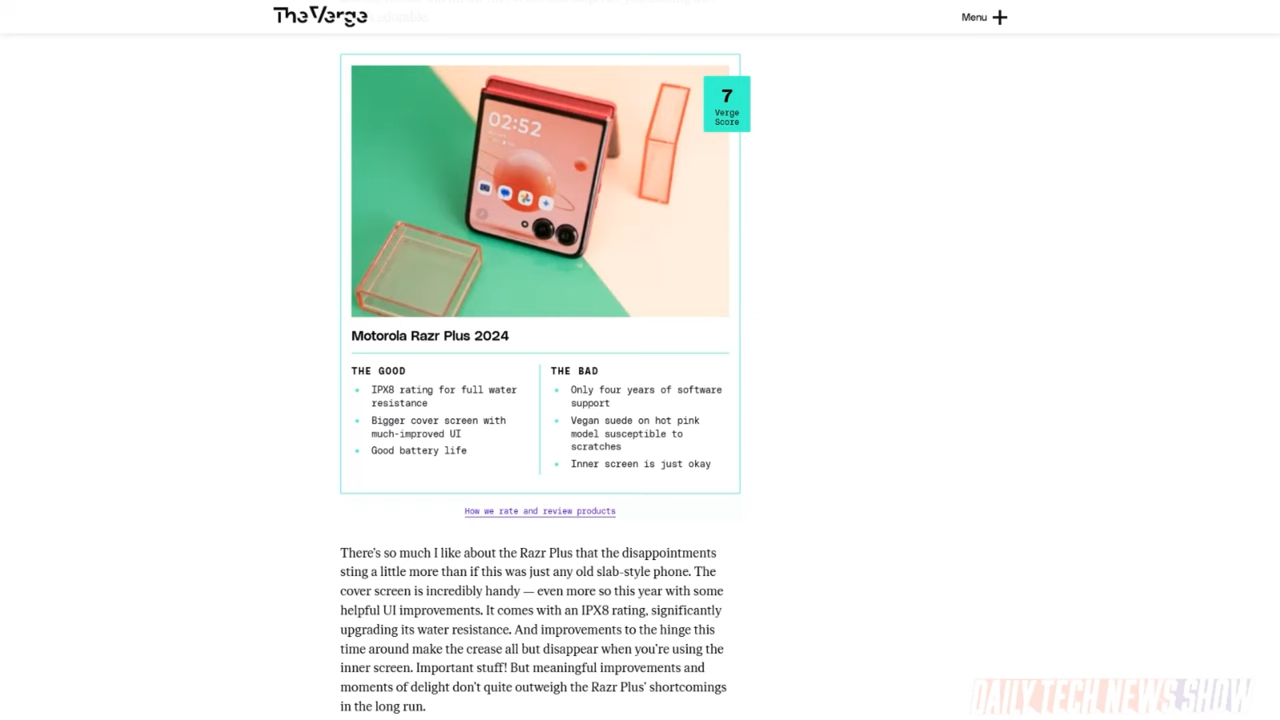 The Verge
adorable.
Menu
7
Verge
Score
02:52
Motorola Razr Plus 2024
THE GOOD
IPX8 rating for full water
resistance
Bigger cover screen with
much-improved UI
Good battery life
THE BAD
Only four years of software
support
Vegan suede on hot pink
model susceptible to
scratches
Inner screen is just okay
How we rate and review products
There's so much I like about the Razr Plus that the disappointments
sting a little more than if this was just any old slab-style phone. The
cover screen is incredibly handy — even more so this year with some
helpful UI improvements. It comes with an IPX8 rating, significantly
upgrading its water resistance. And improvements to the hinge this
time around make the crease all but disappear when you're using the
inner screen. Important stuff! But meaningful improvements and
moments of delight don't quite outweigh the Razr Plus' shortcomings
in the long run.
DAILY TECH NEWS SHOW